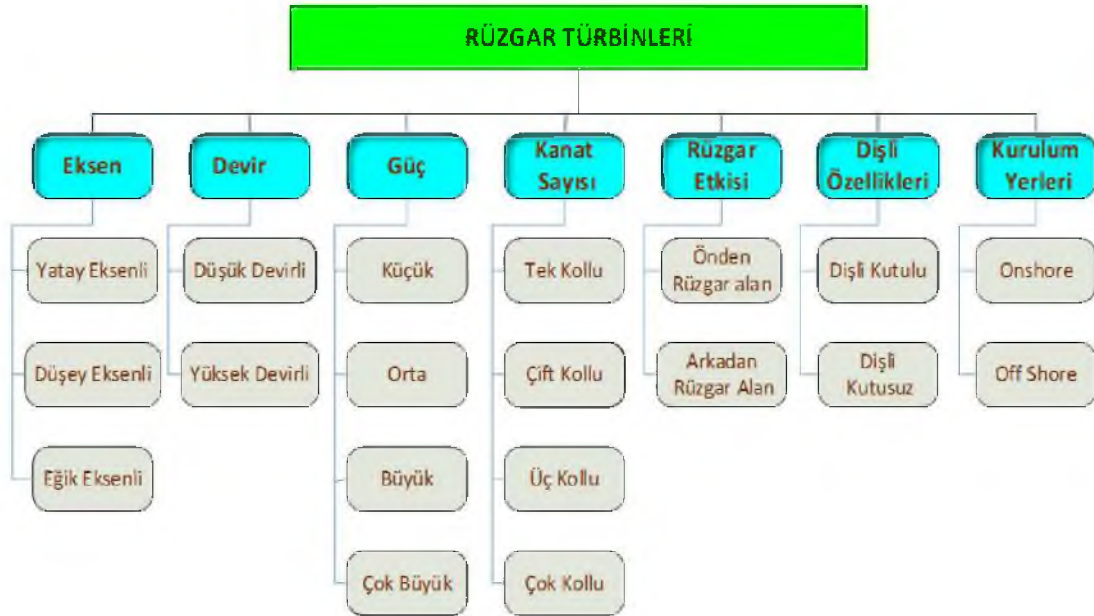 RÜZGAR TÜRBİNLERİ
Eksen
Devir
Güç
Kanat
Sayısı
Rüzgar
Etkisi
Dişli
Özellikleri
Kurulum
Yerleri
Yatay Eksenli
Düşük Devirli
Küçük
Tek Kollu
Önden
Rüzgar alan
Dişli Kutulu
Onshore
Düşey Eksenli
Yüksek Devirli
Orta
Çift Kollu
Arkadan
Rüzgar Alan
Dişli
Kutusuz
Off Shore
Eğik Eksenli
Büyük
Üç Kollu
Çok Büyük
Çok Kollu